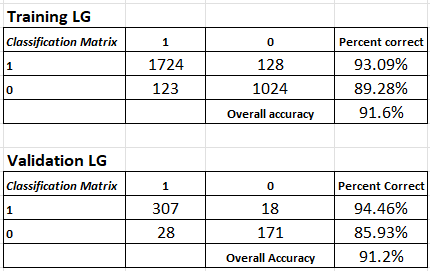 Training LG
Classification Matrix 1 0 Percent correct
1 1724 128 93.09%
0 123 1024 89.28%
Overall accuracy 91.6%
Validation LG
Classification Matrix 1 0 Percent Correct
1 307 18 94.46%
0 28 171 85.93%
Overall Accuracy 91.2%